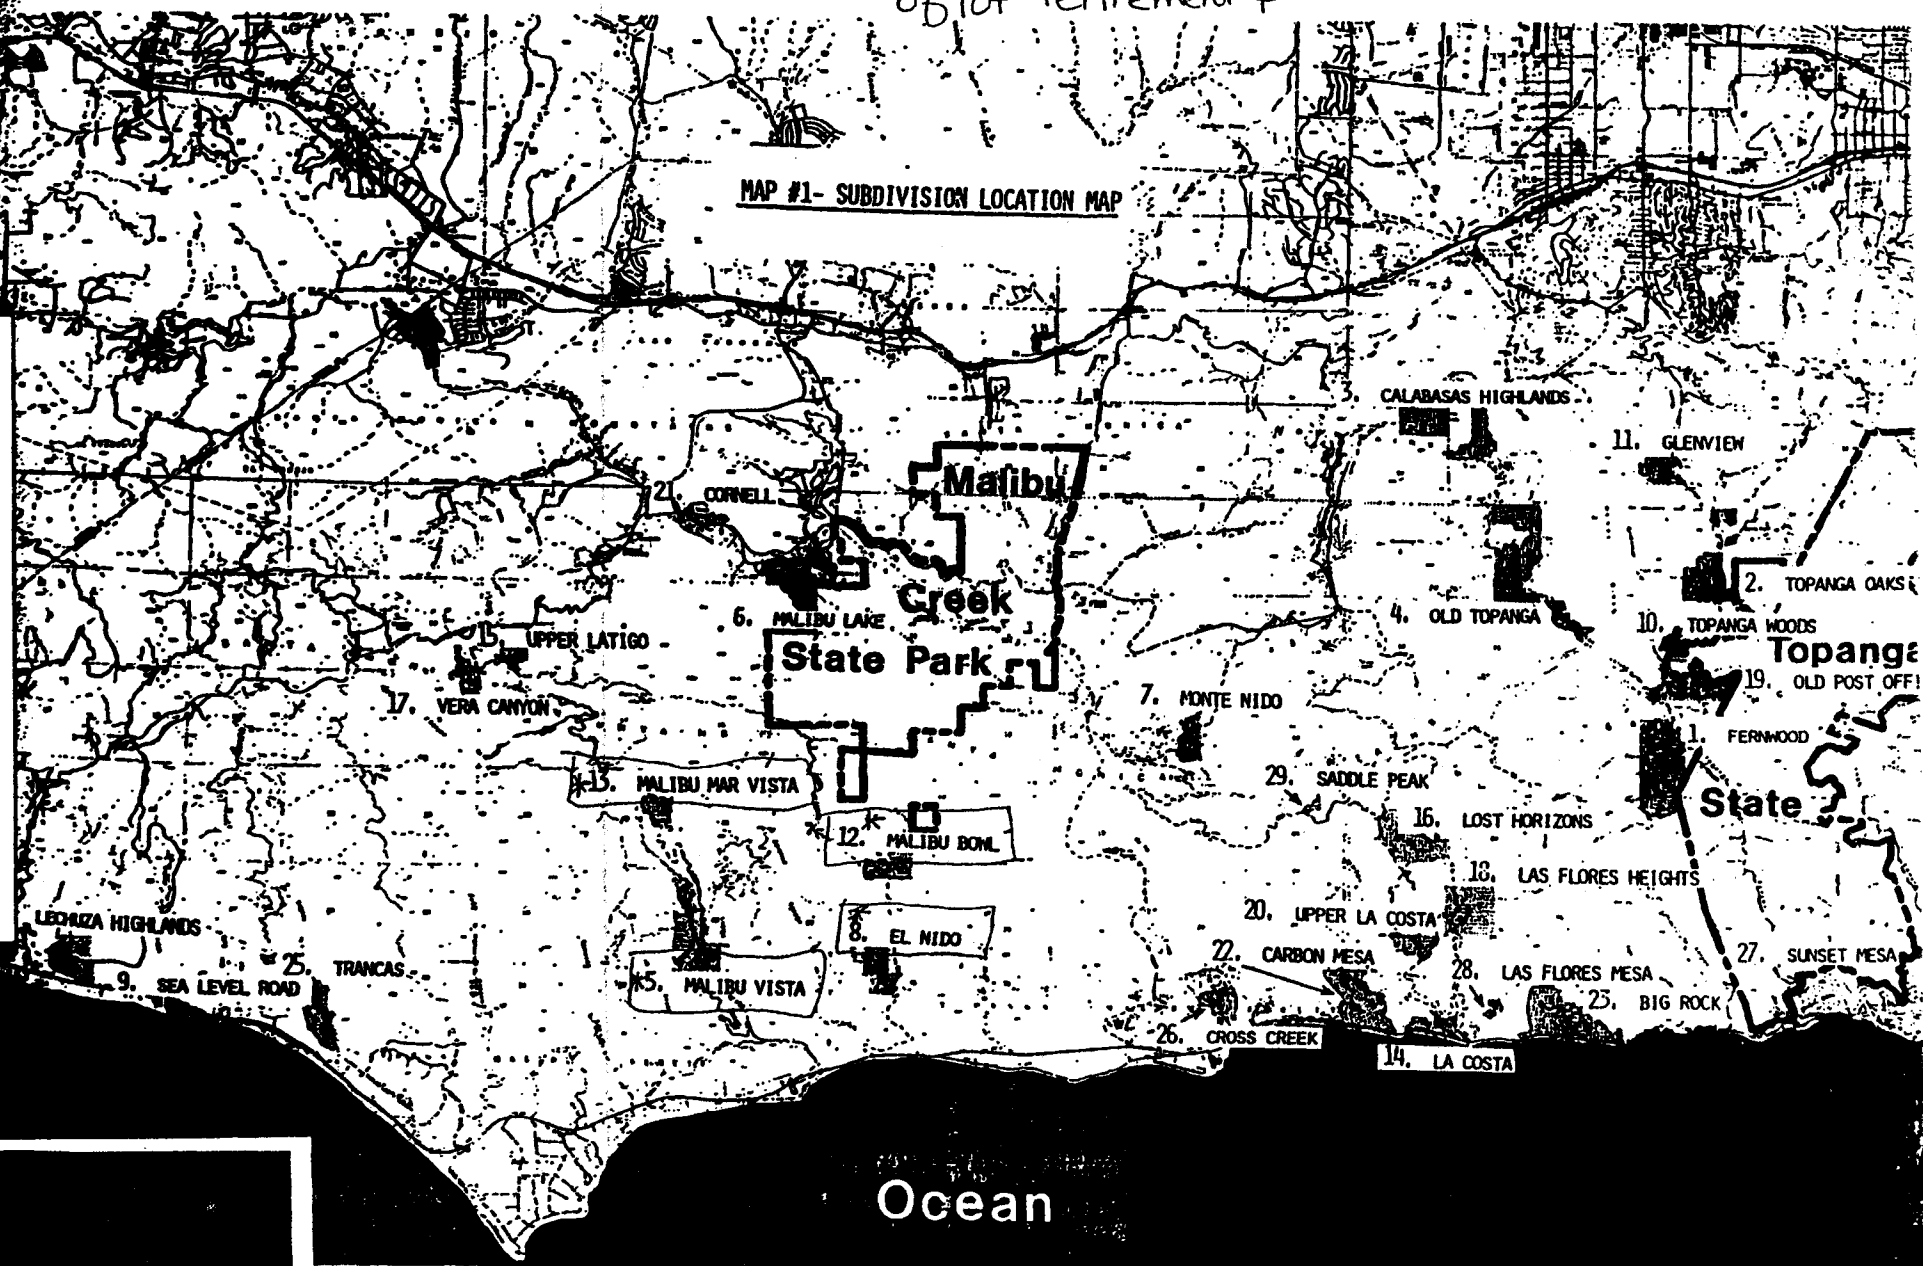 of lot retirement
MAP #1- SUBDIVISION LOCATION MAP
3. CALABASAS HIGHLANDS
11. GLENVIEW
Malibu
21. CORNELL
2. TOPANGA OAKS
Creek
6. MALIBU LAKE
4. OLD TOPANGA
10. TOPANGA WOODS
15. UPPER LATIGO
State Park
Topanga
19. OLD POST OFFI
17. VERA CANYON
7. MONTE NIDO
1. FERNWOOD
*13. MALIBU MAR VISTA
29. SADDLE PEAK
State
16. LOST HORIZONS
12. * MALIBU BOWL
18. LAS FLORES HEIGHTS
20. UPPER LA COSTA
LECHUZA HIGHLANDS
8. EL NIDO
22. CARBON MESA
27. SUNSET MESA
25. TRANCAS
28. LAS FLORES MESA
9. SEA LEVEL ROAD
*5. MALIBU VISTA
23. BIG ROCK
26. CROSS CREEK
14. LA COSTA
Ocean